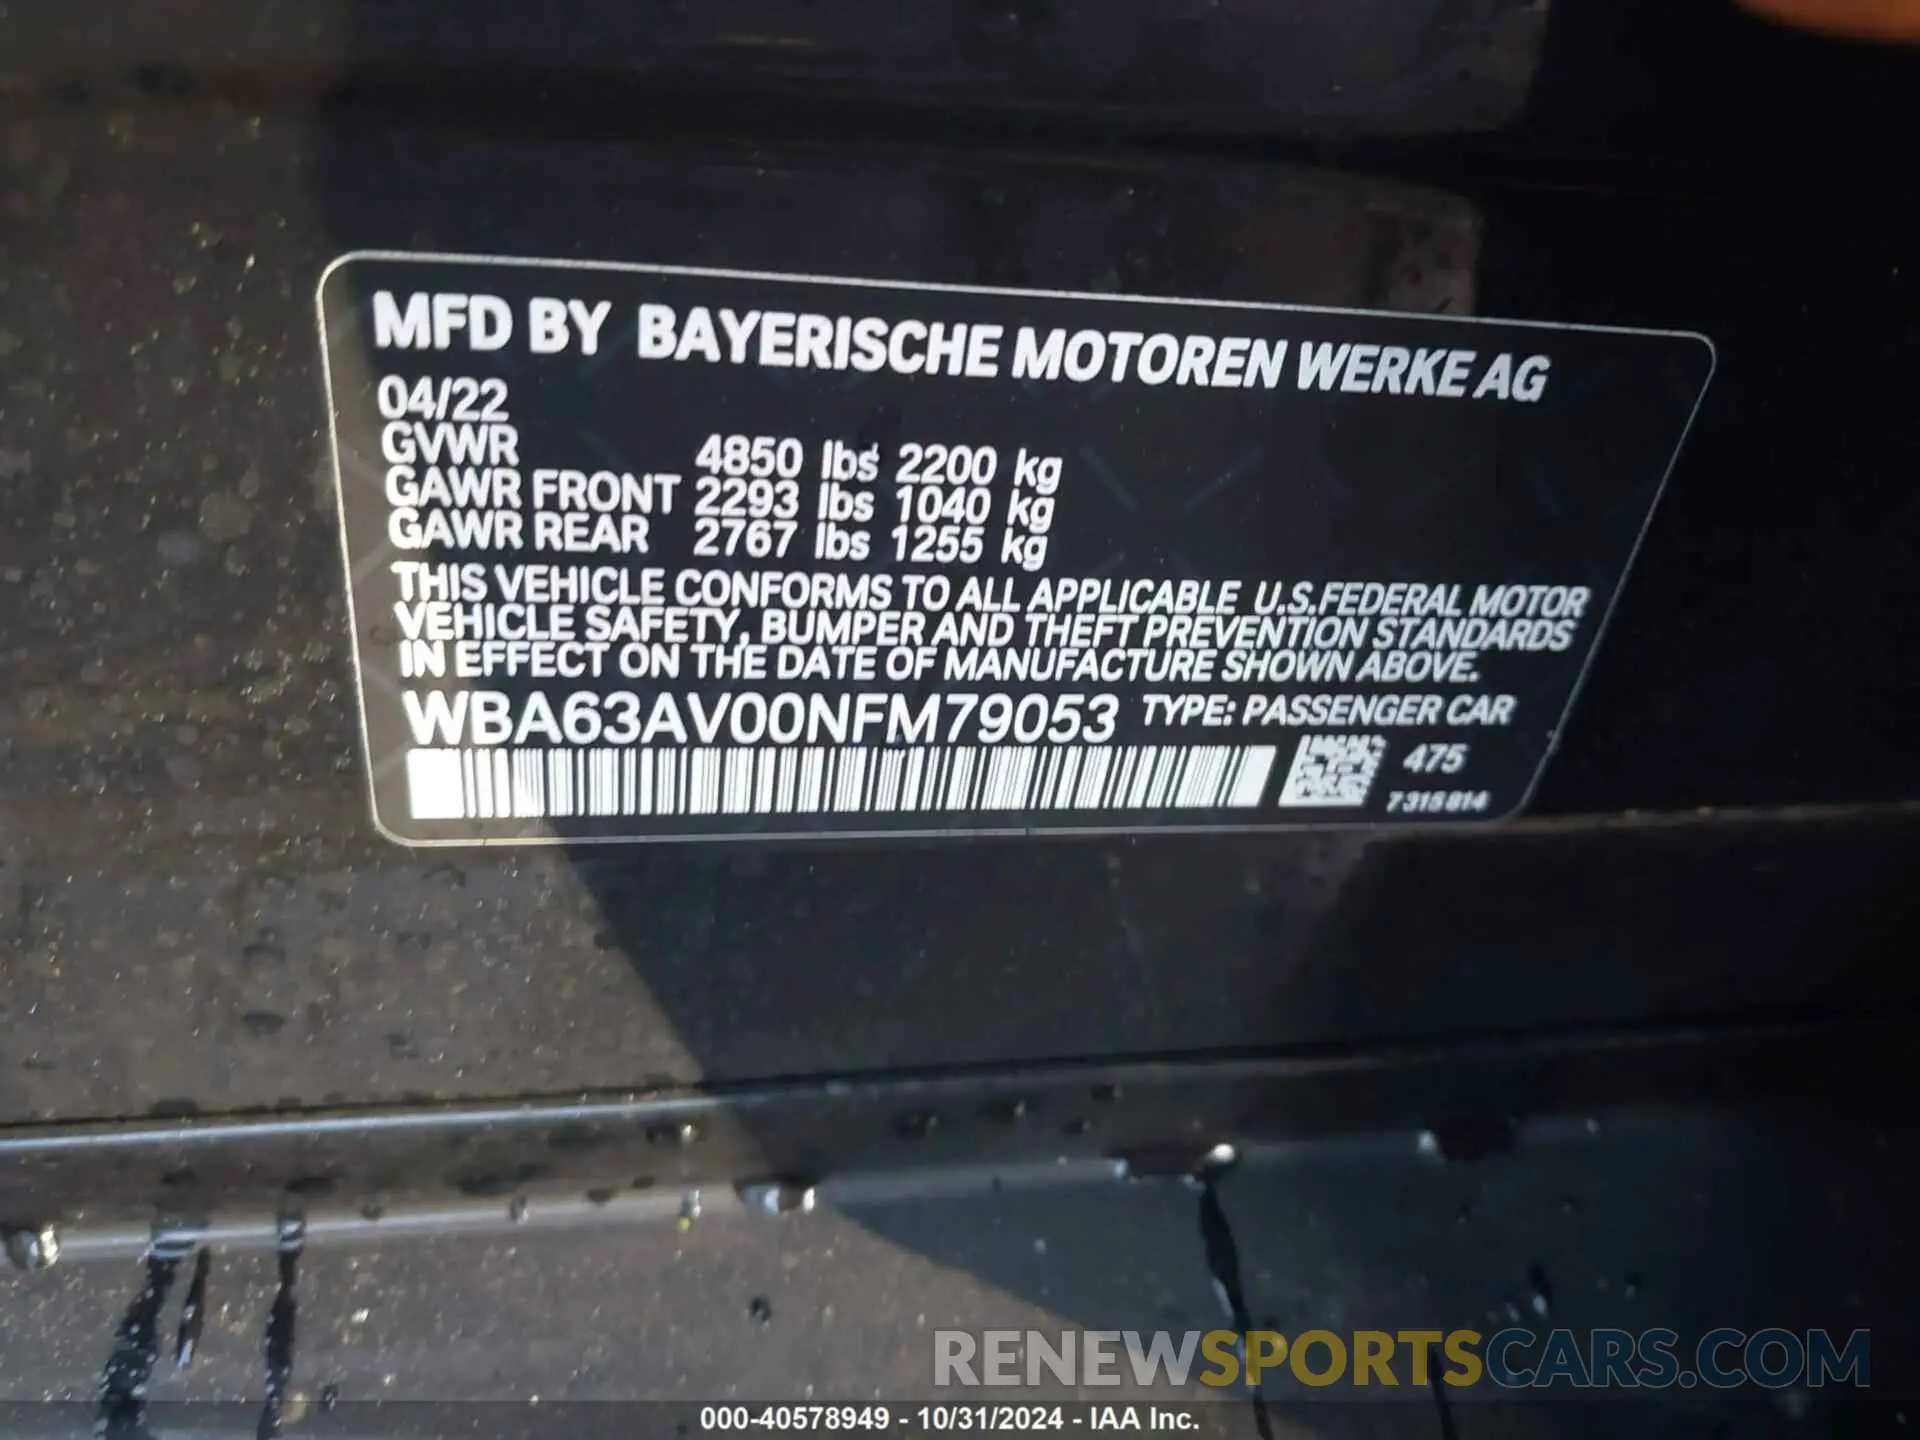 MFD BY BAYERISCHE MOTOREN WERKE AG
04/22
GVWR 4850 lbs 2200 kg
GAWR FRONT 2293 lbs 1040 kg
GAWR REAR 2767 lbs 1255 kg
THIS VEHICLE CONFORMS TO ALL APPLICABLE U.S.FEDERAL MOTOR
VEHICLE SAFETY, BUMPER AND THEFT PREVENTION STANDARDS
IN EFFECT ON THE DATE OF MANUFACTURE SHOWN ABOVE.
WBA63AV00NFM79053 TYPE: PASSENGER CAR
475
7 315 814
RENEWSPORTSCARS.COM
000-40578949 - 10/31/2024 - IAA Inc.